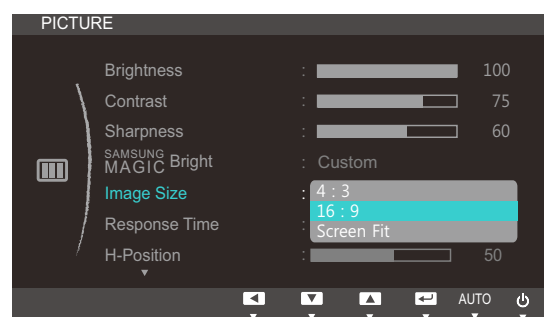 PICTURE
Brightness : 100
Contrast : 75
Sharpness : 60
SAMSUNG
MAGIC Bright : Custom
Image Size : 4 : 3
16 : 9
Response Time : Screen Fit
H-Position : 50
AUTO